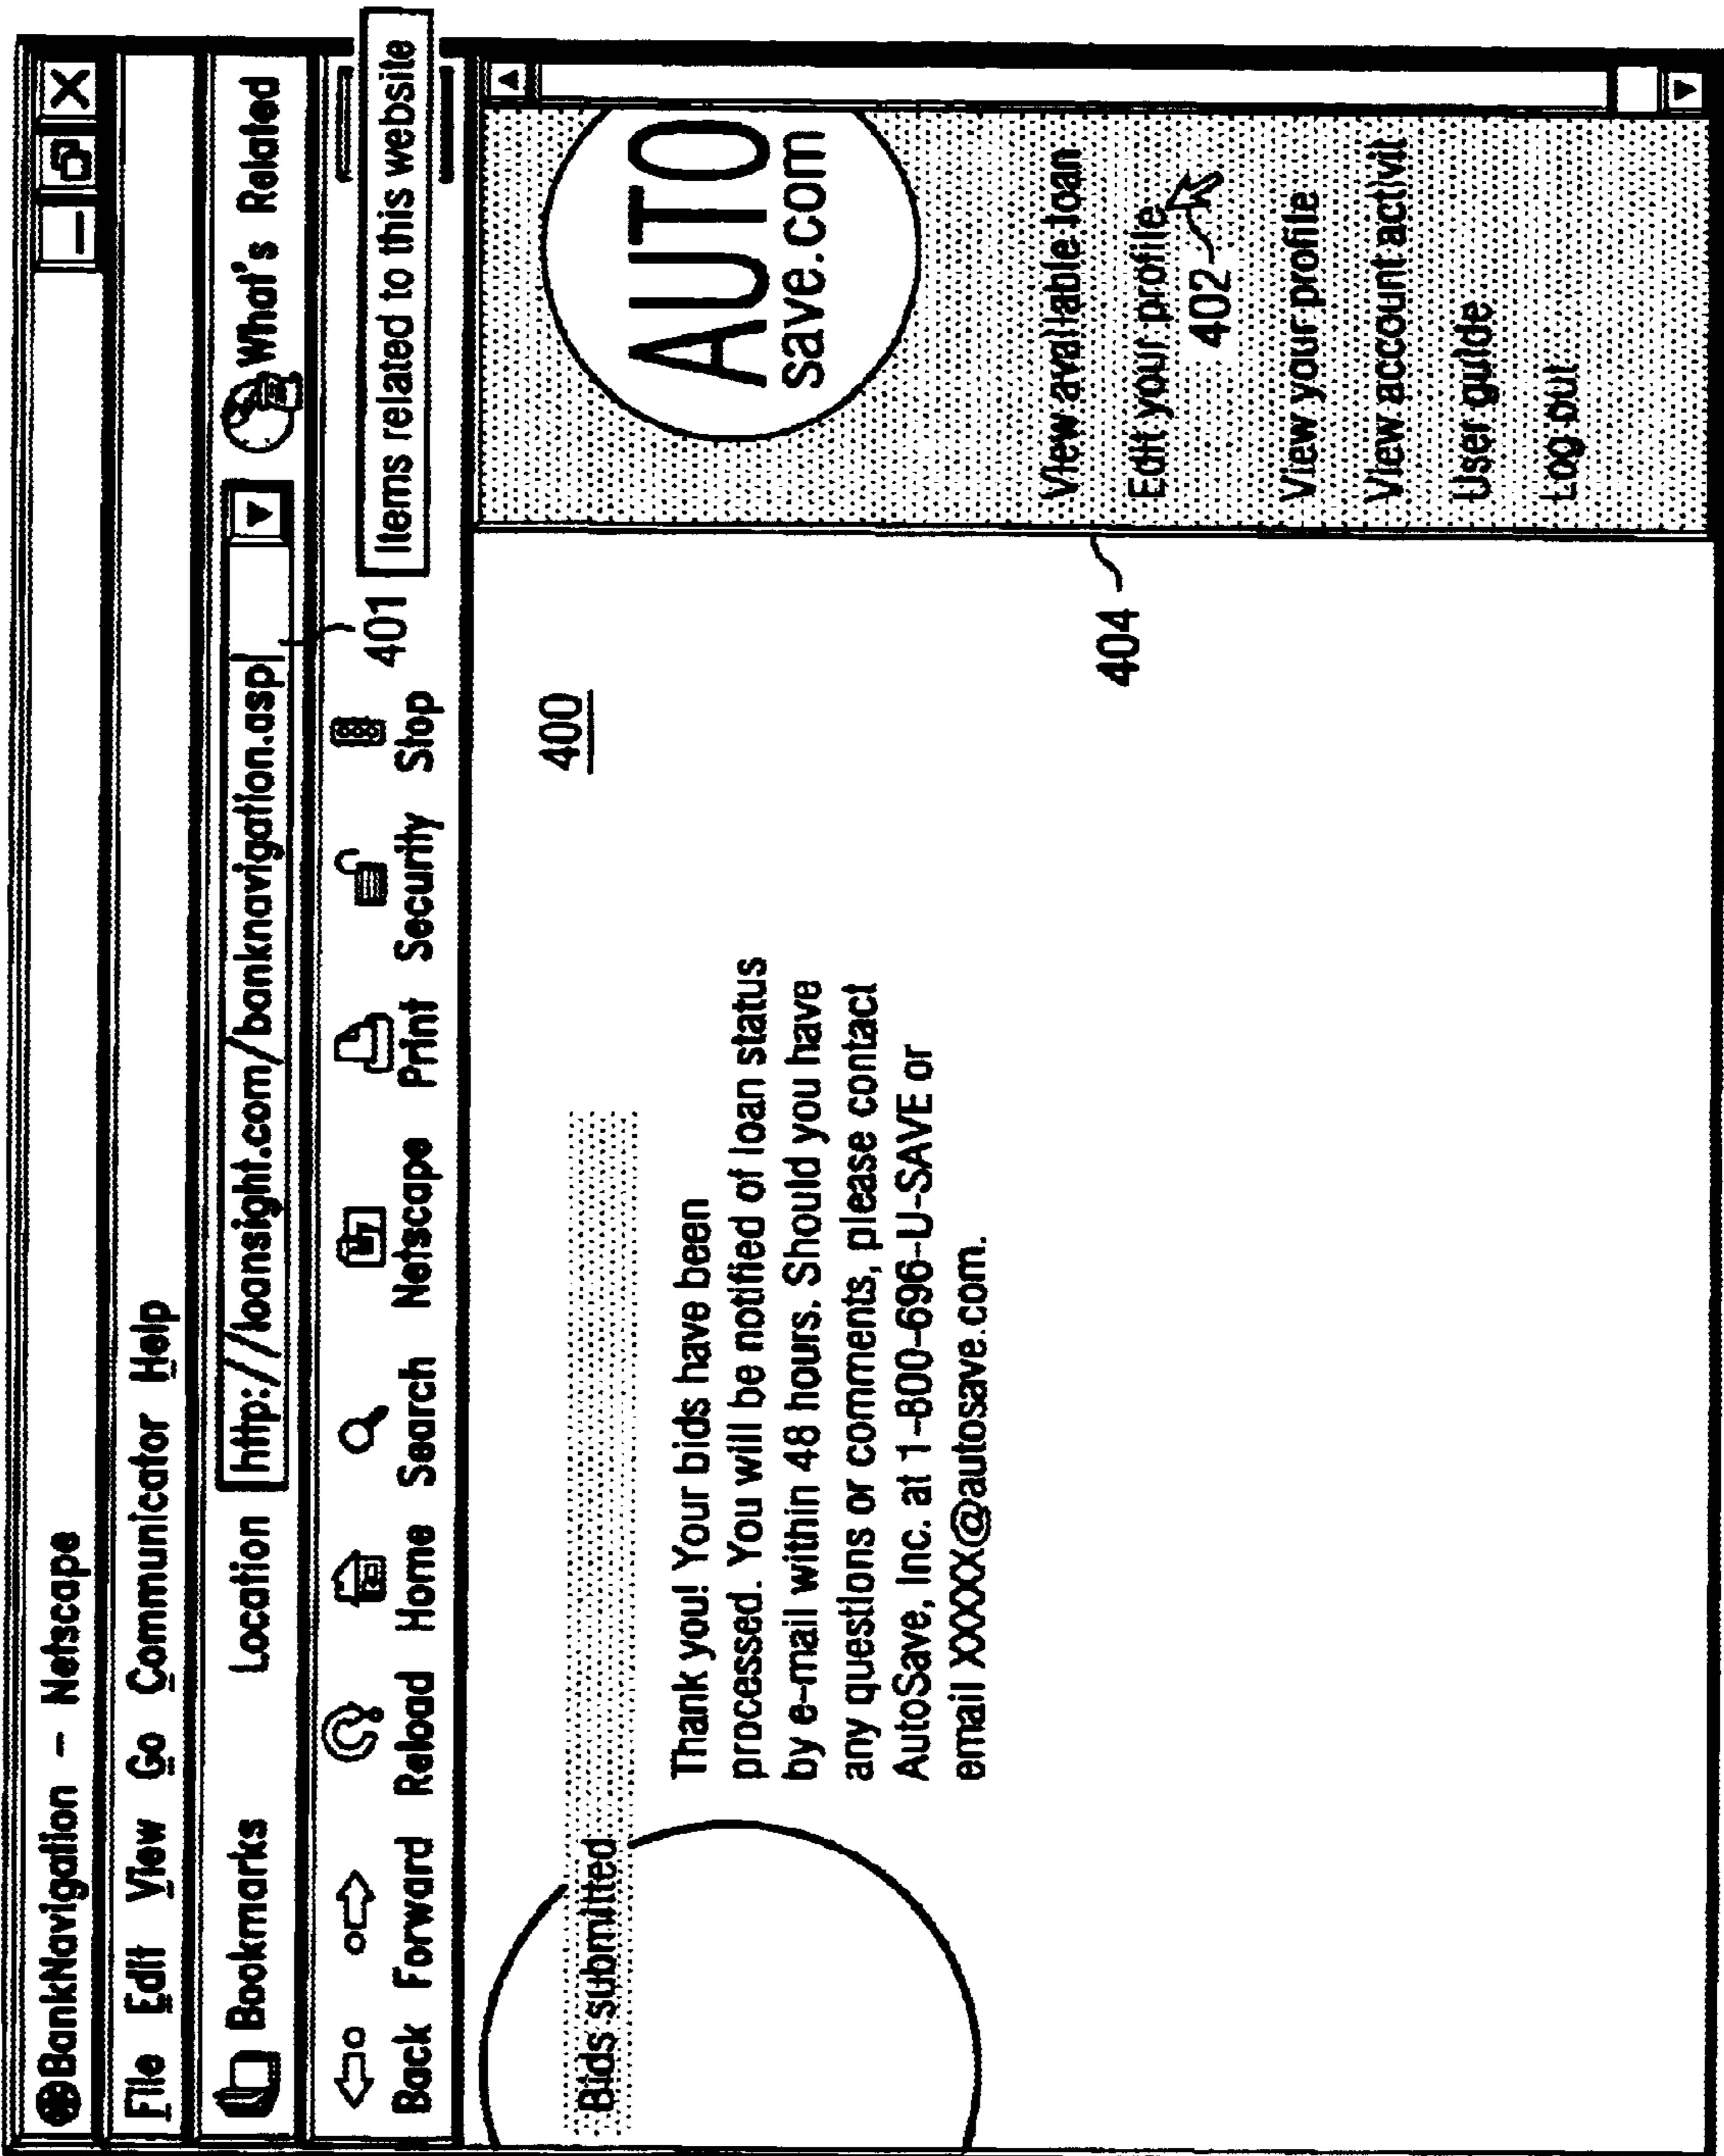 BankNavigation - Netscape
File Edit View Go Communicator Help
Bookmarks Location http://loansight.com/banknavigation.asp What's Related
401
Items related to this website
Back Forward Reload Home Search Netscape Print Security Stop
400
AUTO
save.com
Bids submitted
Thank you! Your bids have been
processed. You will be notified of loan status
by e-mail within 48 hours. Should you have
any questions or comments, please contact
AutoSave, Inc. at 1-800-696-U-SAVE or
email XXXXX@autosave.com.
404
View available loan
Edit your profile
402
View your profile
View account activit
User guide
Log out